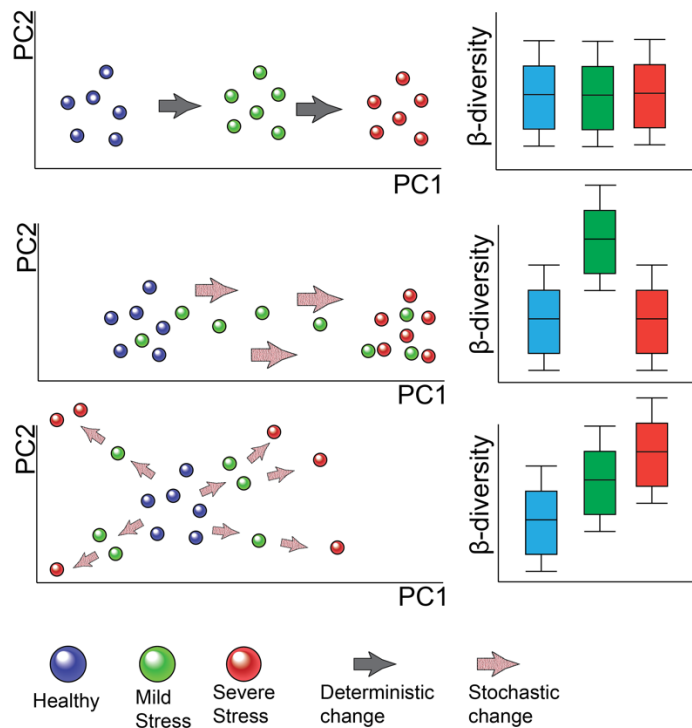 PC2
PC1
β-diversity
PC2
PC1
β-diversity
PC2
PC1
β-diversity
Healthy
Mild
Stress
Severe
Stress
Deterministic
change
Stochastic
change